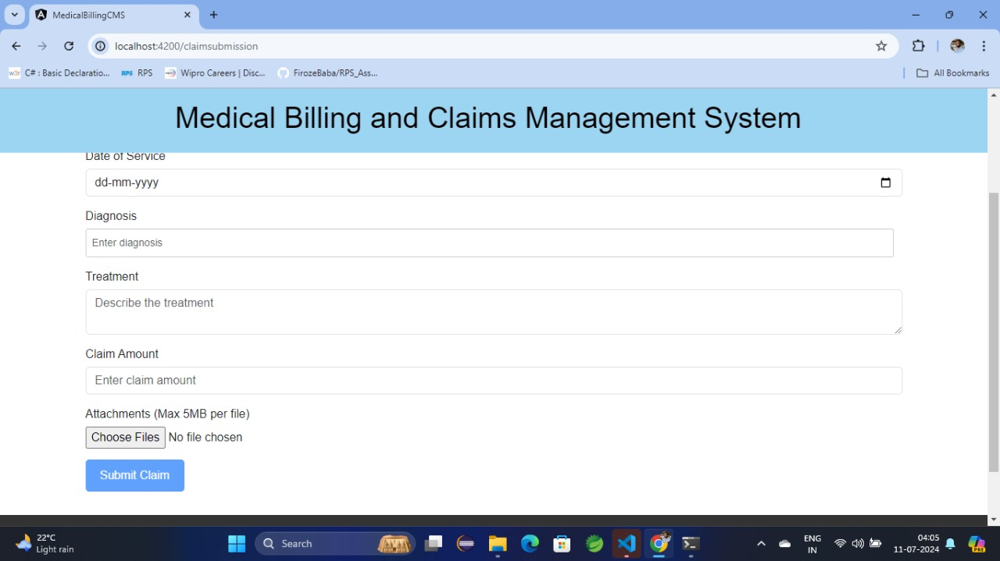 MedicalBillingCMS
localhost:4200/claimsubmission
w3r C# : Basic Declaratio... RPS RPS Wipro Careers | Disc... FirozeBaba/RPS_Ass... All Bookmarks
Medical Billing and Claims Management System
Date of Service
dd-mm-yyyy
Diagnosis
Enter diagnosis
Treatment
Describe the treatment
Claim Amount
Enter claim amount
Attachments (Max 5MB per file)
Choose Files No file chosen
Submit Claim
22°C
Light rain
Search
ENG
IN
04:05
11-07-2024
PRE